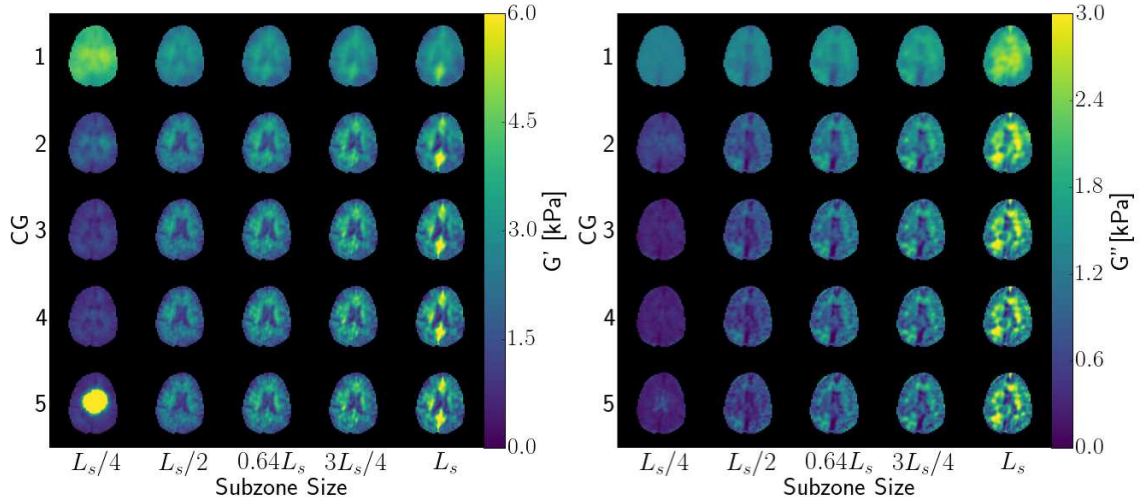 1
2
3
4
5
CG
L_s/4
L_s/2
0.64L_s
3L_s/4
L_s
Subzone Size
6.0
4.5
3.0
1.5
0.0
G' [kPa]
1
2
3
4
5
CG
L_s/4
L_s/2
0.64L_s
3L_s/4
L_s
Subzone Size
3.0
2.4
1.8
1.2
0.6
0.0
G" [kPa]